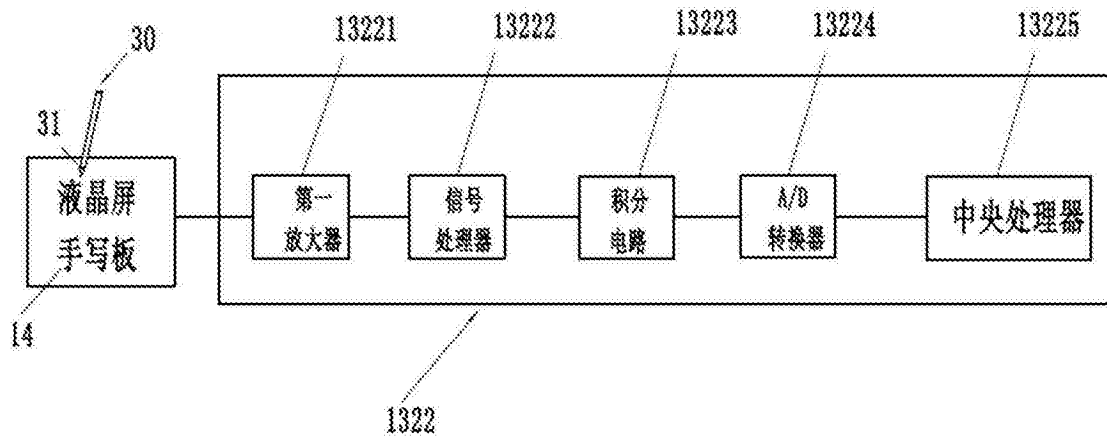 30
13221
13222
13223
13224
13225
31
液晶屏
手写板
第一
放大器
信号
处理器
积分
电路
A/D
转换器
中央处理器
14
1322